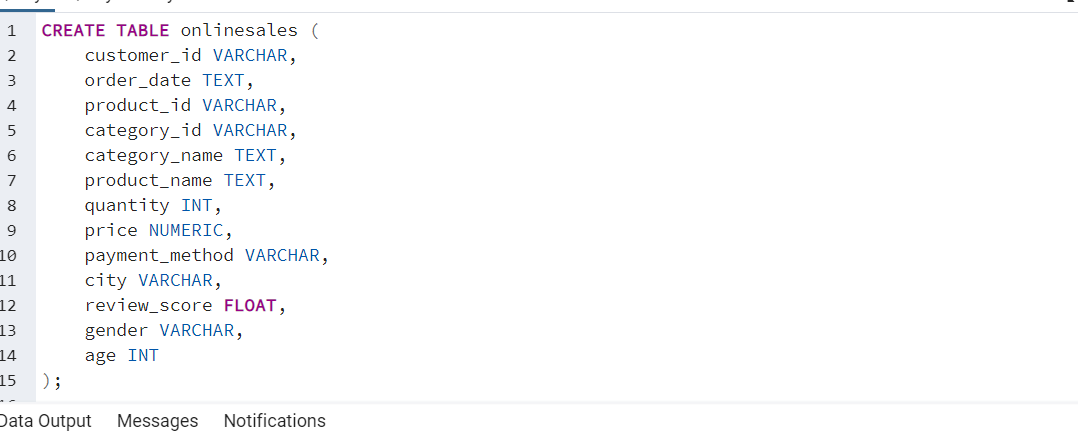 1 CREATE TABLE onlinesales (
2 customer_id VARCHAR,
3 order_date TEXT,
4 product_id VARCHAR,
5 category_id VARCHAR,
6 category_name TEXT,
7 product_name TEXT,
8 quantity INT,
9 price NUMERIC,
10 payment_method VARCHAR,
11 city VARCHAR,
12 review_score FLOAT,
13 gender VARCHAR,
14 age INT
15 );
Data Output Messages Notifications